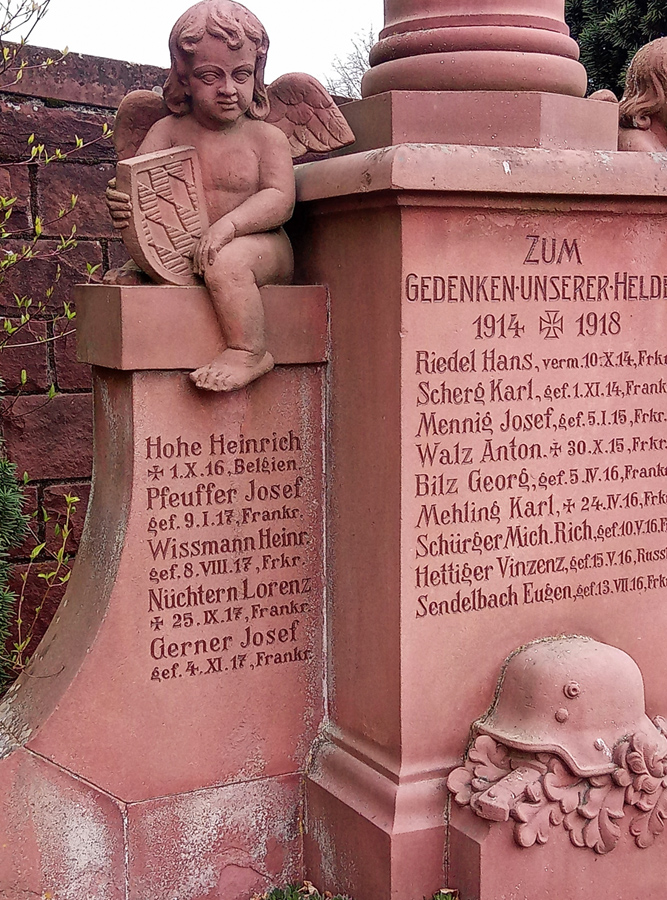 Hohe Heinrich
✠ 1.X.16, Belgien.
Pfeuffer Josef
gef. 9.I.17, Frankr.
Wissmann Heinr.
gef. 8.VIII.17, Frkr.
Nüchtern Lorenz
✠ 25.IX.17, Frankr.
Gerner Josef
gef. 4.XI.17, Frankr.
ZUM
GEDENKEN·UNSERER·HELDE
1914 ✠ 1918
Riedel Hans, verm. 10.X.14, Frkr
Scherg Karl, gef. 1.XI.14, Frank
Mennig Josef, gef. 5.I.15, Frkr.
Walz Anton. ✠ 30.X.15, Frkr.
Bilz Georg, gef. 5.IV.16, Frank
Mehling Karl, ✠ 24.IV.16, Frkr
Schürger Mich. Rich, gef. 10.V.16, F
Hettiger Vinzenz, gef. 15.V.16, Russ
Sendelbach Eugen, gef. 13.VII.16, Frk